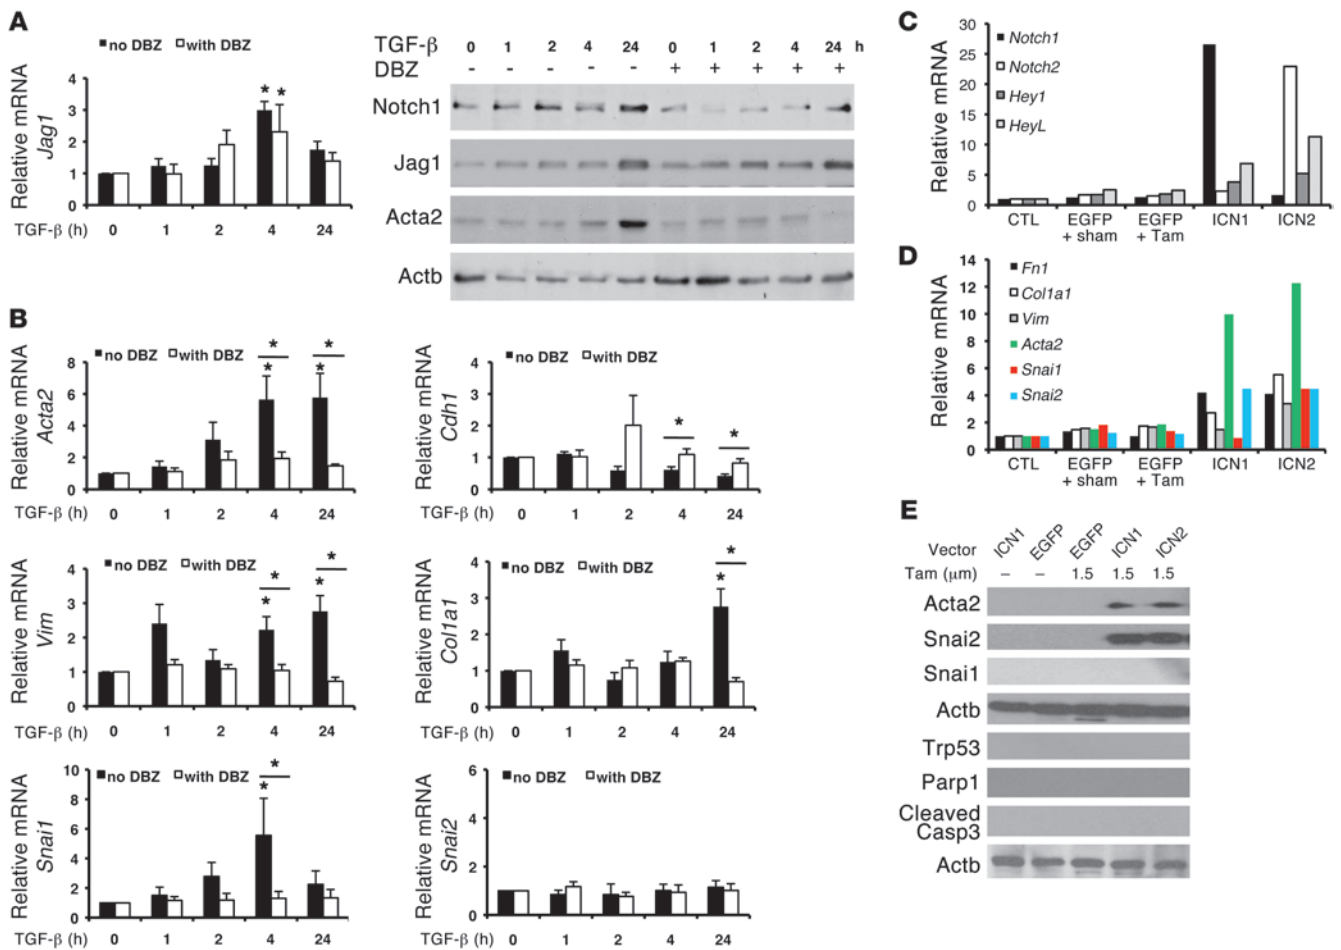 A
■ no DBZ □ with DBZ
Relative mRNA
Jag1
4
3
2
1
0
* *
TGF-β (h) 0 1 2 4 24
TGF-β 0 1 2 4 24 0 1 2 4 24 h
DBZ - - - - - + + + + +
Notch1
Jag1
Acta2
Actb
B
■ no DBZ □ with DBZ
Relative mRNA
Acta2
8
6
4
2
0
* *
* *
TGF-β (h) 0 1 2 4 24
■ no DBZ □ with DBZ
Relative mRNA
Cdh1
4
3
2
1
0
* *
TGF-β (h) 0 1 2 4 24
■ no DBZ □ with DBZ
Relative mRNA
Vim
4
3
2
1
0
* *
* *
TGF-β (h) 0 1 2 4 24
■ no DBZ □ with DBZ
Relative mRNA
Col1a1
4
3
2
1
0
*
*
TGF-β (h) 0 1 2 4 24
■ no DBZ □ with DBZ
Relative mRNA
Snai1
10
8
6
4
2
0
*
*
TGF-β (h) 0 1 2 4 24
■ no DBZ □ with DBZ
Relative mRNA
Snai2
6
4
2
1
0
TGF-β (h) 0 1 2 4 24
C
Relative mRNA
30
25
20
15
10
5
0
Notch1
Notch2
Hey1
HeyL
CTL EGFP EGFP ICN1 ICN2
+ sham + Tam
D
Relative mRNA
14
12
10
8
6
4
2
0
Fn1
Col1a1
Vim
Acta2
Snai1
Snai2
CTL EGFP EGFP ICN1 ICN2
+ sham + Tam
E
Vector ICN1 EGFP EGFP ICN1 ICN2
Tam (μm) – – 1.5 1.5 1.5
Acta2
Snai2
Snai1
Actb
Trp53
Parp1
Cleaved
Casp3
Actb